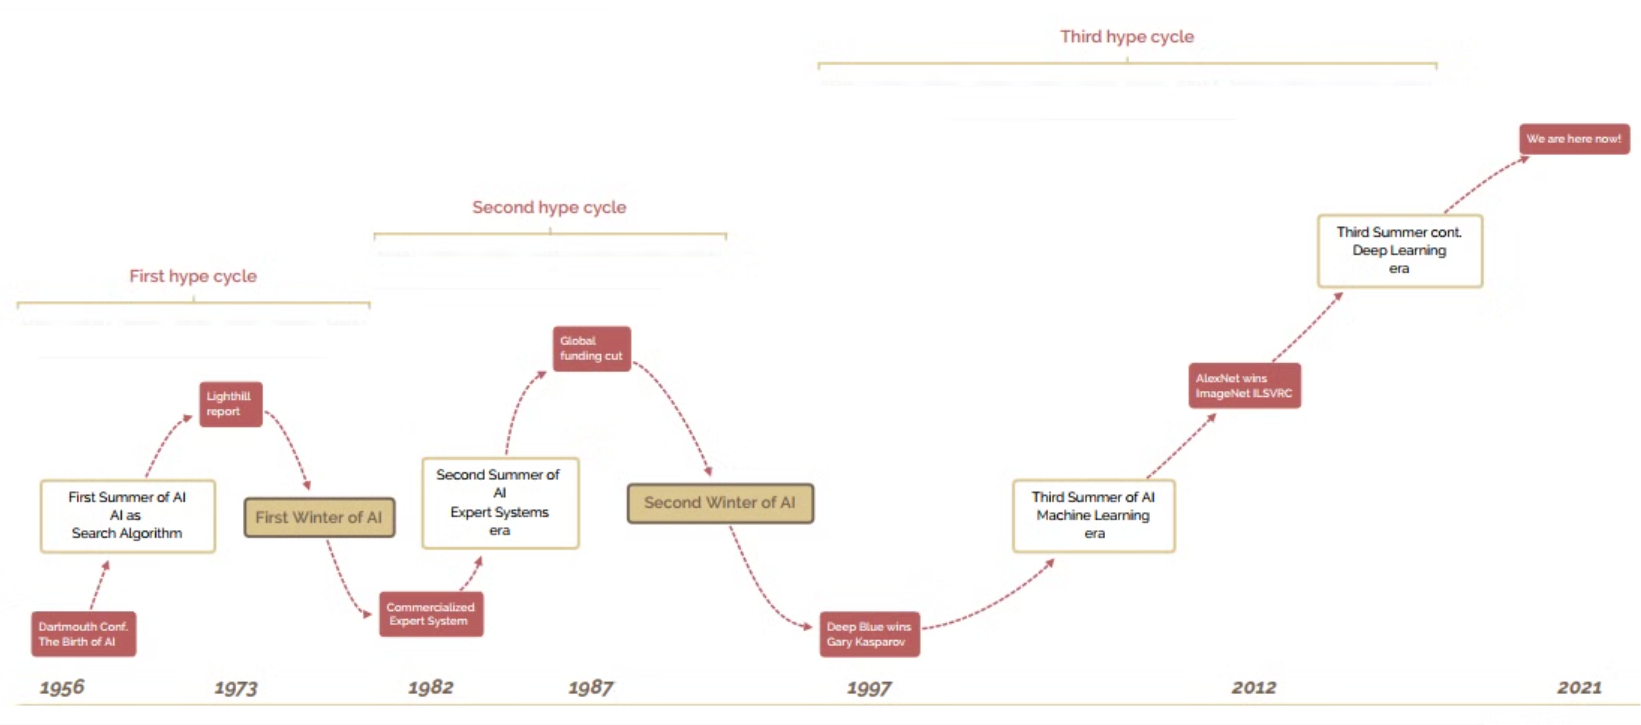 Third hype cycle
We are here now!
Second hype cycle
Third Summer cont.
Deep Learning
era
First hype cycle
Global
funding cut
AlexNet wins
ImageNet ILSVRC
Lighthill
report
Second Summer of
AI
Expert Systems
era
First Summer of AI
AI as
Search Algorithm
First Winter of AI
Second Winter of AI
Third Summer of AI
Machine Learning
era
Commercialized
Expert System
Dartmouth Conf.
The Birth of AI
Deep Blue wins
Gary Kasparov
1956
1973
1982
1987
1997
2012
2021